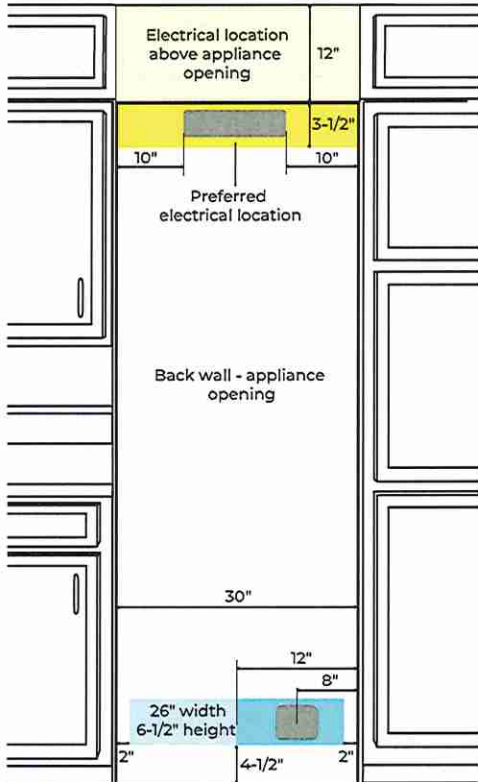 Electrical location
above appliance
opening
12"
3-1/2"
10"
10"
Preferred
electrical location
Back wall - appliance
opening
30"
12"
8"
26" width
6-1/2" height
2"
2"
4-1/2"